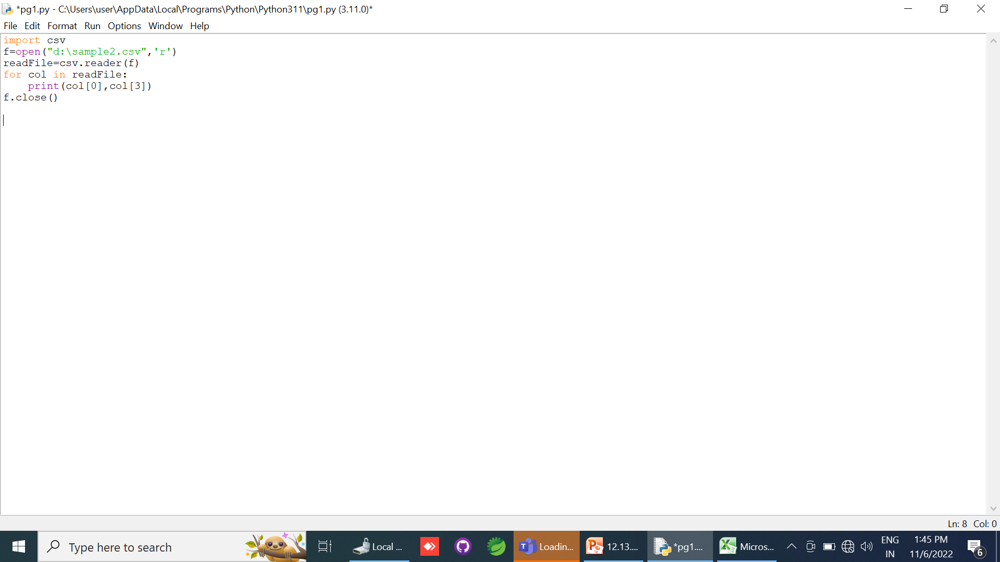 *pg1.py - C:\Users\user\AppData\Local\Programs\Python\Python311\pg1.py (3.11.0)*
File Edit Format Run Options Window Help
import csv
f=open("d:\sample2.csv",'r')
readFile=csv.reader(f)
for col in readFile:
    print(col[0],col[3])
f.close()
Ln: 8 Col: 0
Type here to search
Local ...
Loadin...
12.13....
*pg1....
Micros...
ENG
IN
1:45 PM
11/6/2022
6